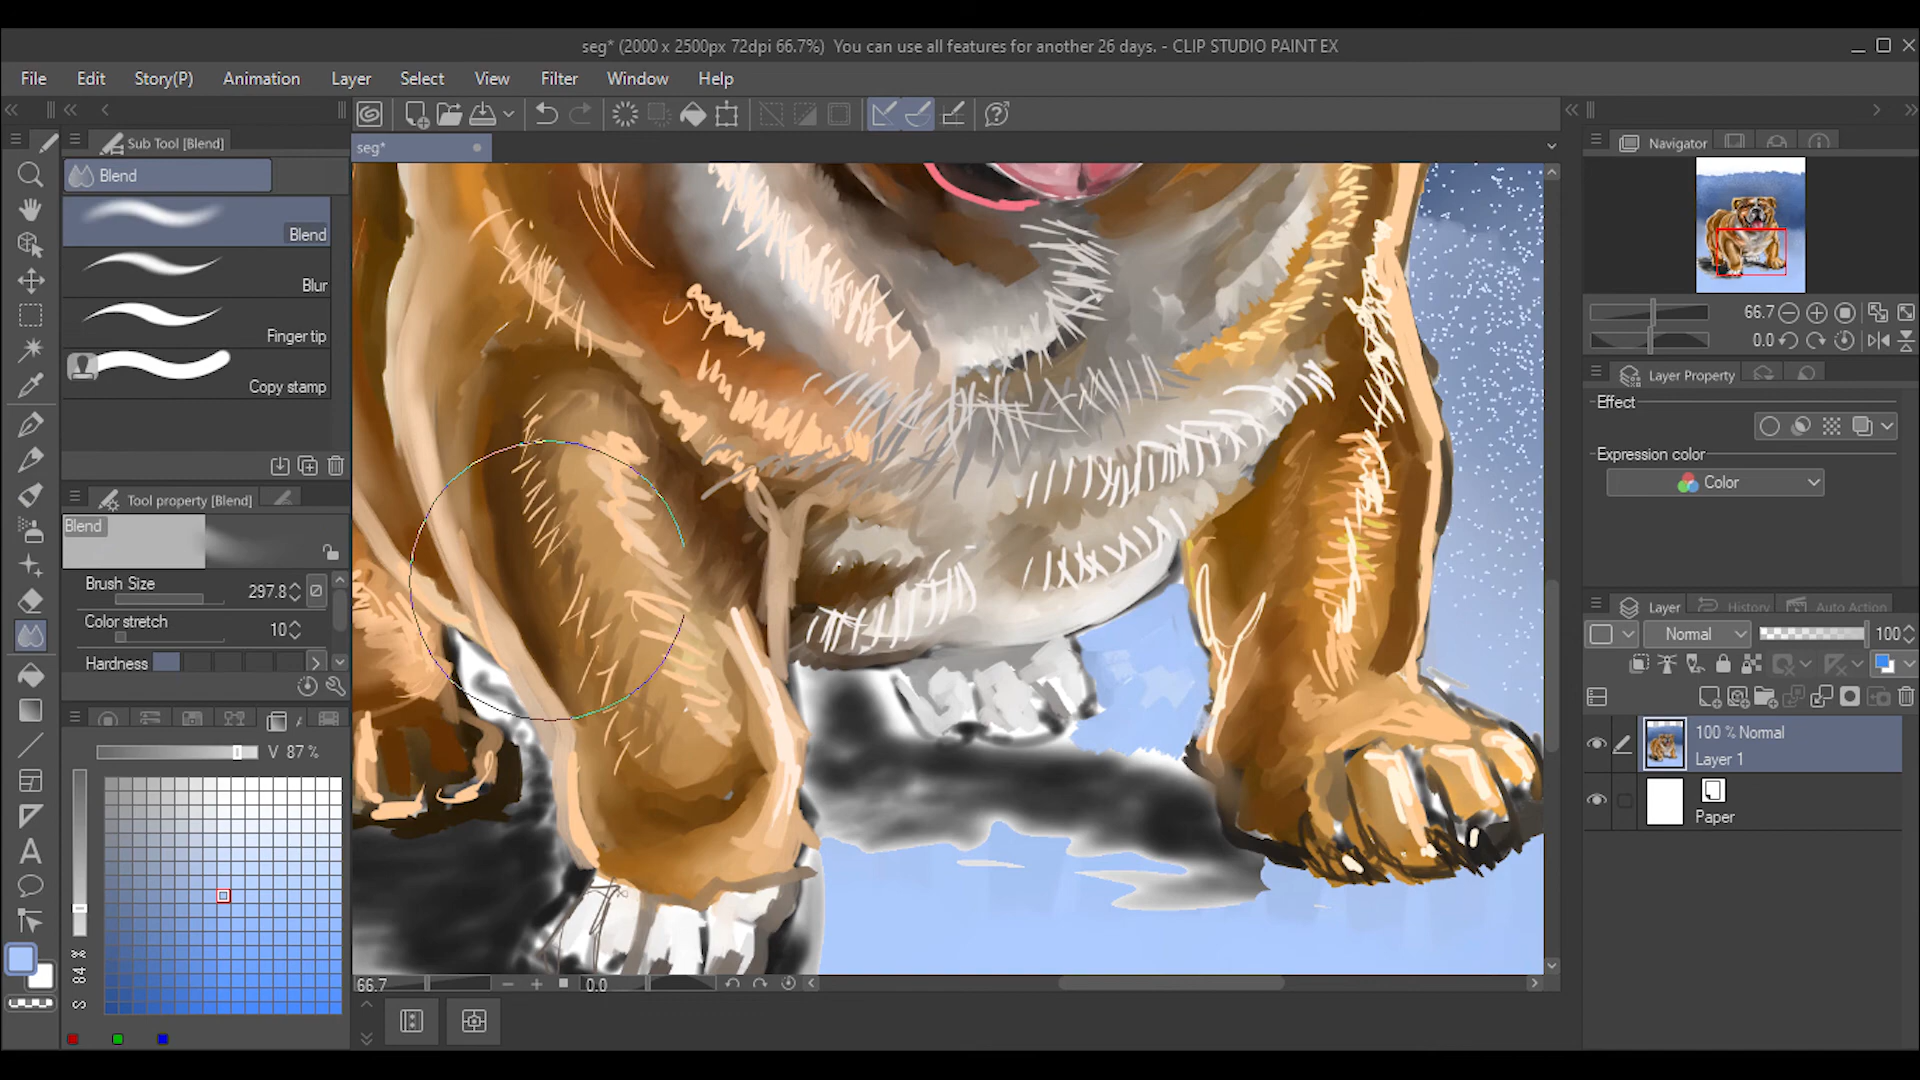 seg* (2000 x 2500px 72dpi 66.7%) You can use all features for another 26 days. - CLIP STUDIO PAINT EX
File Edit Story(P) Animation Layer Select View Filter Window Help
Sub Tool [Blend]
seg*
Navigator
Blend
Blend
Blur
Finger tip
Copy stamp
66.7
0.0
Layer Property
Effect
Expression color
Color
Tool property [Blend]
Blend
Brush Size 297.8
Color stretch 10
Hardness
Layer History Auto Action
Normal 100
V 87 %
100 % Normal
Layer 1
Paper
84
S
66.7 0.0